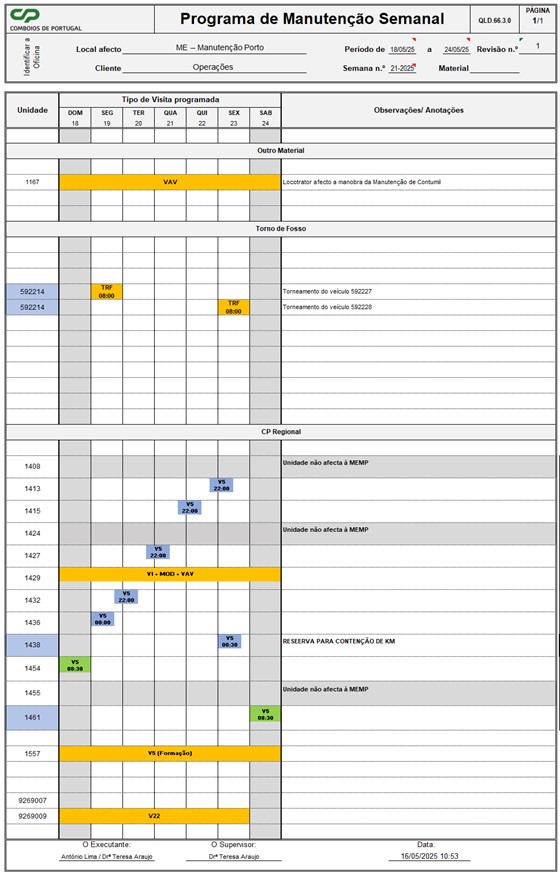 CP
COMBOIOS DE PORTUGAL
Programa de Manutenção Semanal
QLD.66.3.0
PÁGINA
1/1
Identificar a Oficina
Local afecto ME – Manutenção Porto
Periodo de 18/05/25 a 24/05/25 Revisão n.º 1
Cliente Operações
Semana n.º 21-2025 Material
Unidade
Tipo de Visita programada
Observações/ Anotações
DOM SEG TER QUA QUI SEX SAB
18 19 20 21 22 23 24
Outro Material
1167 VAV Locotrator afecto a manobra da Manutenção de Contumil
Torno de Fosso
592214 TRF 08:00 Torneamento do veículo 592227
592214 TRF 08:00 Torneamento do veículo 592228
CP Regional
1408 Unidade não afecta à MEMP
1413 V5 22:00
1415 V5 22:00
1424 Unidade não afecta à MEMP
1427 V5 22:00
1429 VI + MOD + VAV
1432 V5 22:00
1436 V5 00:00
1438 V5 00:30 RESEERVA PARA CONTENÇÃO DE KM
1454 V5 08:30
1455 Unidade não afecta à MEMP
1461 V5 08:30
1557 V5 (Formação)
9269007
9269009 V22
O Executante: O Supervisor: Data:
António Lima / Drª Teresa Araujo Drª Teresa Araujo 16/05/2025 10:53